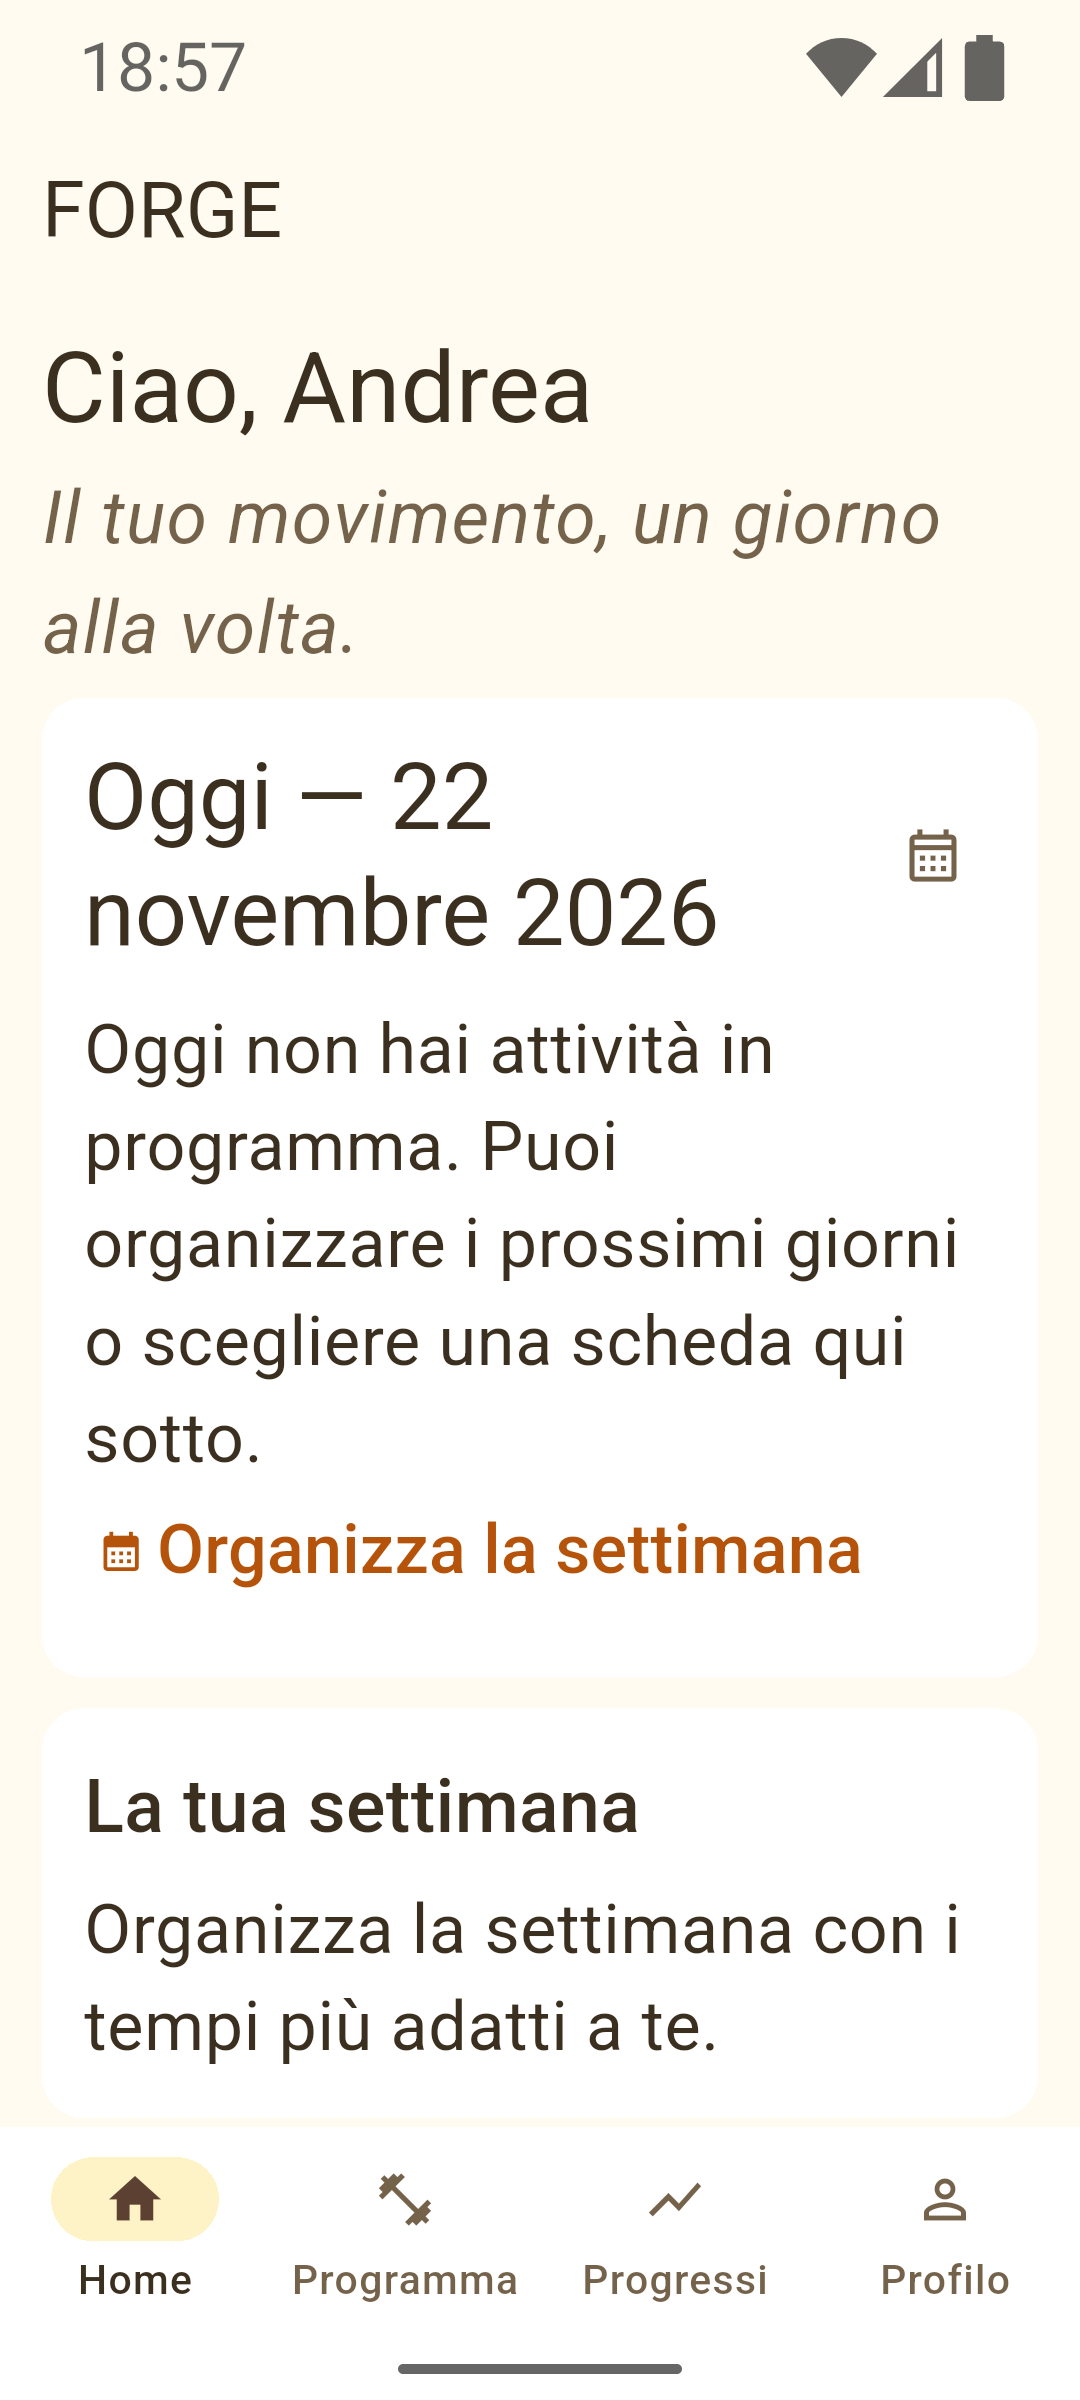 18:57
FORGE
Ciao, Andrea
Il tuo movimento, un giorno
alla volta.
Oggi — 22
novembre 2026
Oggi non hai attività in
programma. Puoi
organizzare i prossimi giorni
o scegliere una scheda qui
sotto.
Organizza la settimana
La tua settimana
Organizza la settimana con i
tempi più adatti a te.
Home
Programma
Progressi
Profilo